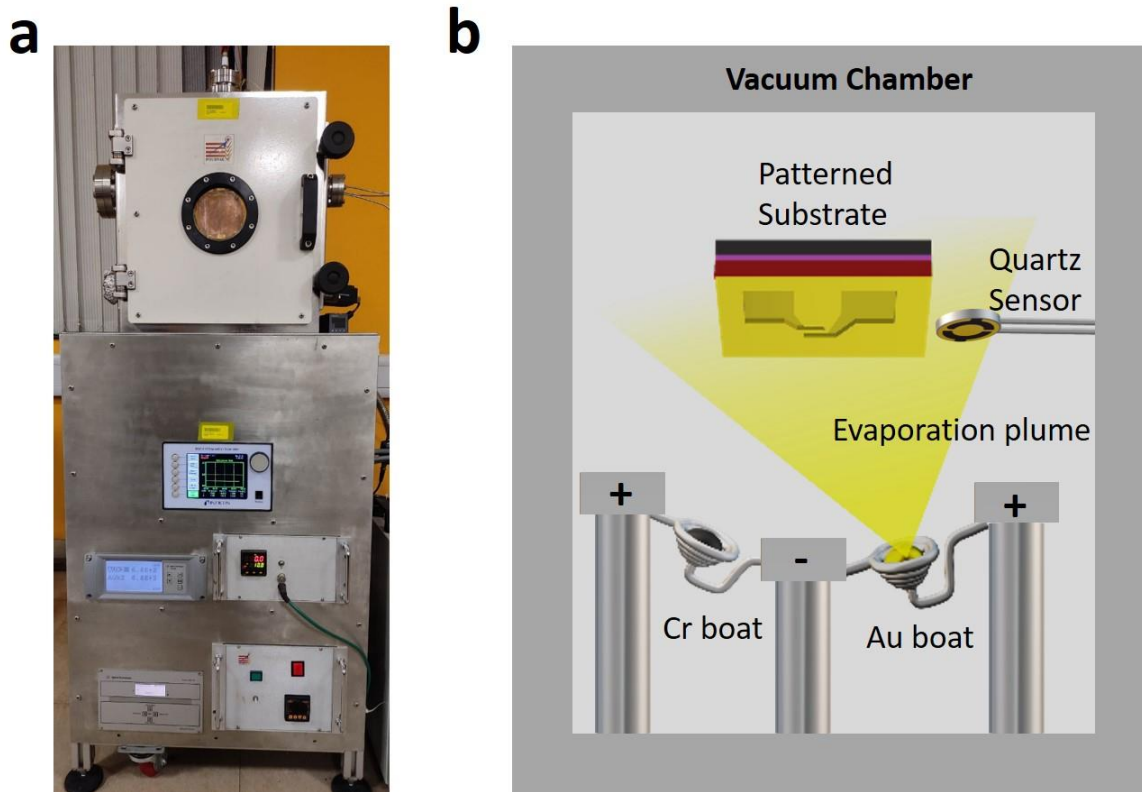 a
b
Vacuum Chamber
Patterned
Substrate
Quartz
Sensor
Evaporation plume
+
+
-
Cr boat
Au boat